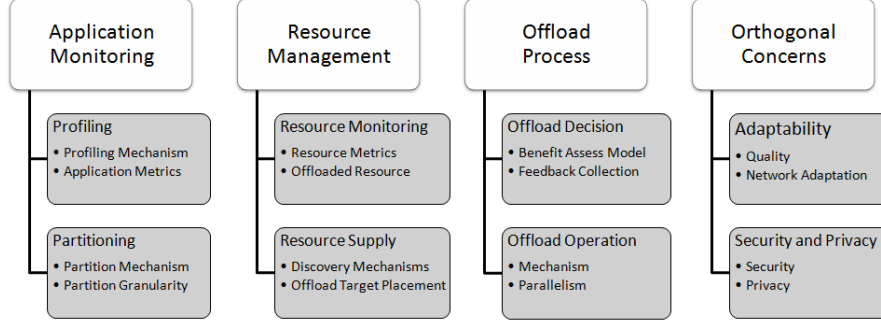 Application
Monitoring
Profiling
• Profiling Mechanism
• Application Metrics
Partitioning
• Partition Mechanism
• Partition Granularity
Resource
Management
Resource Monitoring
• Resource Metrics
• Offloaded Resource
Resource Supply
• Discovery Mechanisms
• Offload Target Placement
Offload
Process
Offload Decision
• Benefit Assess Model
• Feedback Collection
Offload Operation
• Mechanism
• Parallelism
Orthogonal
Concerns
Adaptability
• Quality
• Network Adaptation
Security and Privacy
• Security
• Privacy